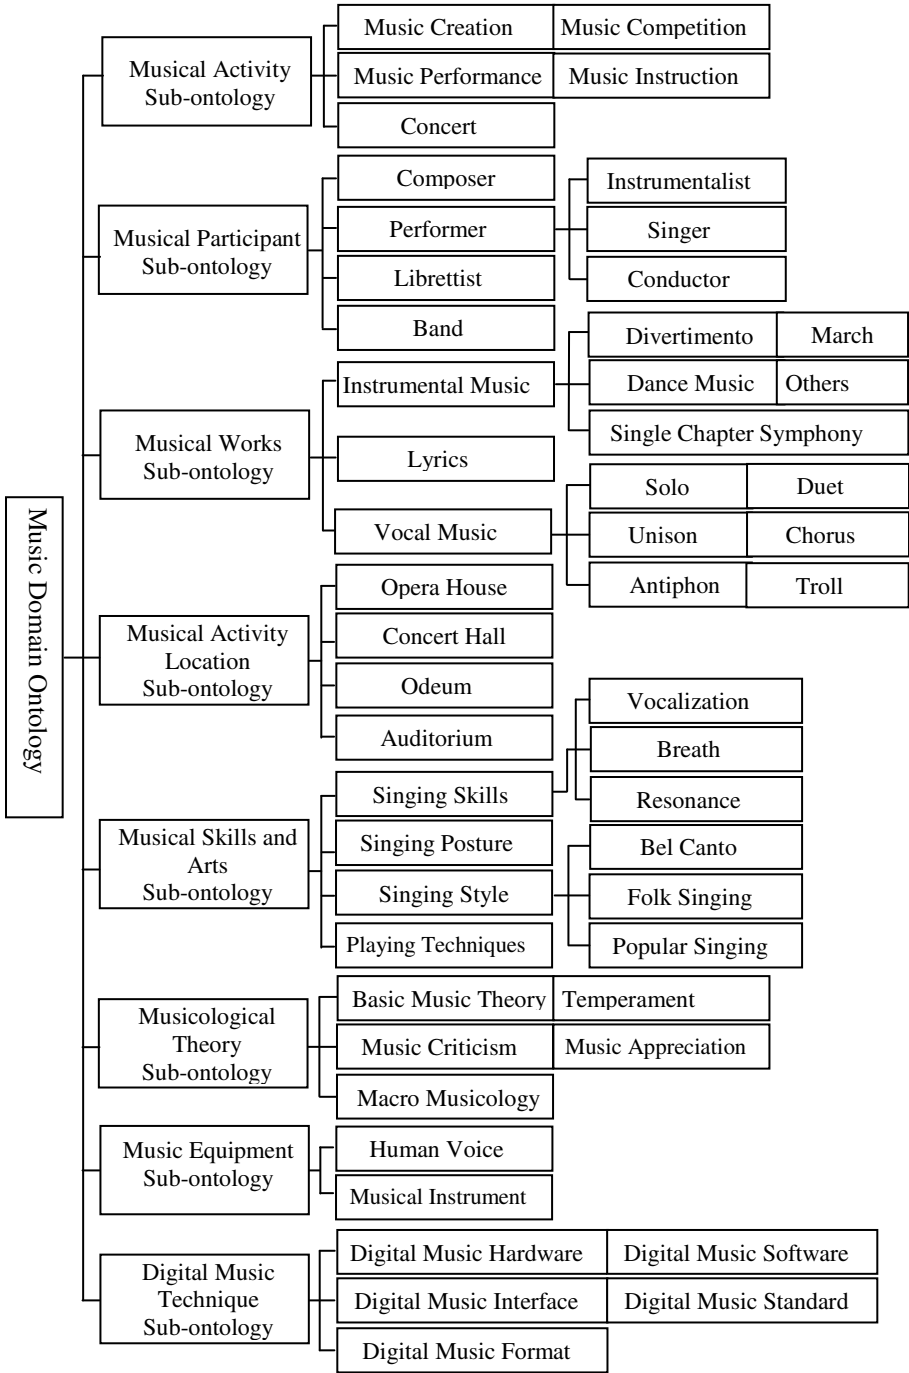 Music Domain Ontology
Musical Activity
Sub-ontology
Music Creation
Music Competition
Music Performance
Music Instruction
Concert
Musical Participant
Sub-ontology
Composer
Performer
Librettist
Band
Instrumentalist
Singer
Conductor
Musical Works
Sub-ontology
Instrumental Music
Lyrics
Vocal Music
Divertimento
March
Dance Music
Others
Single Chapter Symphony
Solo
Duet
Unison
Chorus
Antiphon
Troll
Musical Activity
Location
Sub-ontology
Opera House
Concert Hall
Odeum
Auditorium
Musical Skills and
Arts
Sub-ontology
Singing Skills
Singing Posture
Singing Style
Playing Techniques
Vocalization
Breath
Resonance
Bel Canto
Folk Singing
Popular Singing
Musicological
Theory
Sub-ontology
Basic Music Theory
Temperament
Music Criticism
Music Appreciation
Macro Musicology
Music Equipment
Sub-ontology
Human Voice
Musical Instrument
Digital Music
Technique
Sub-ontology
Digital Music Hardware
Digital Music Software
Digital Music Interface
Digital Music Standard
Digital Music Format